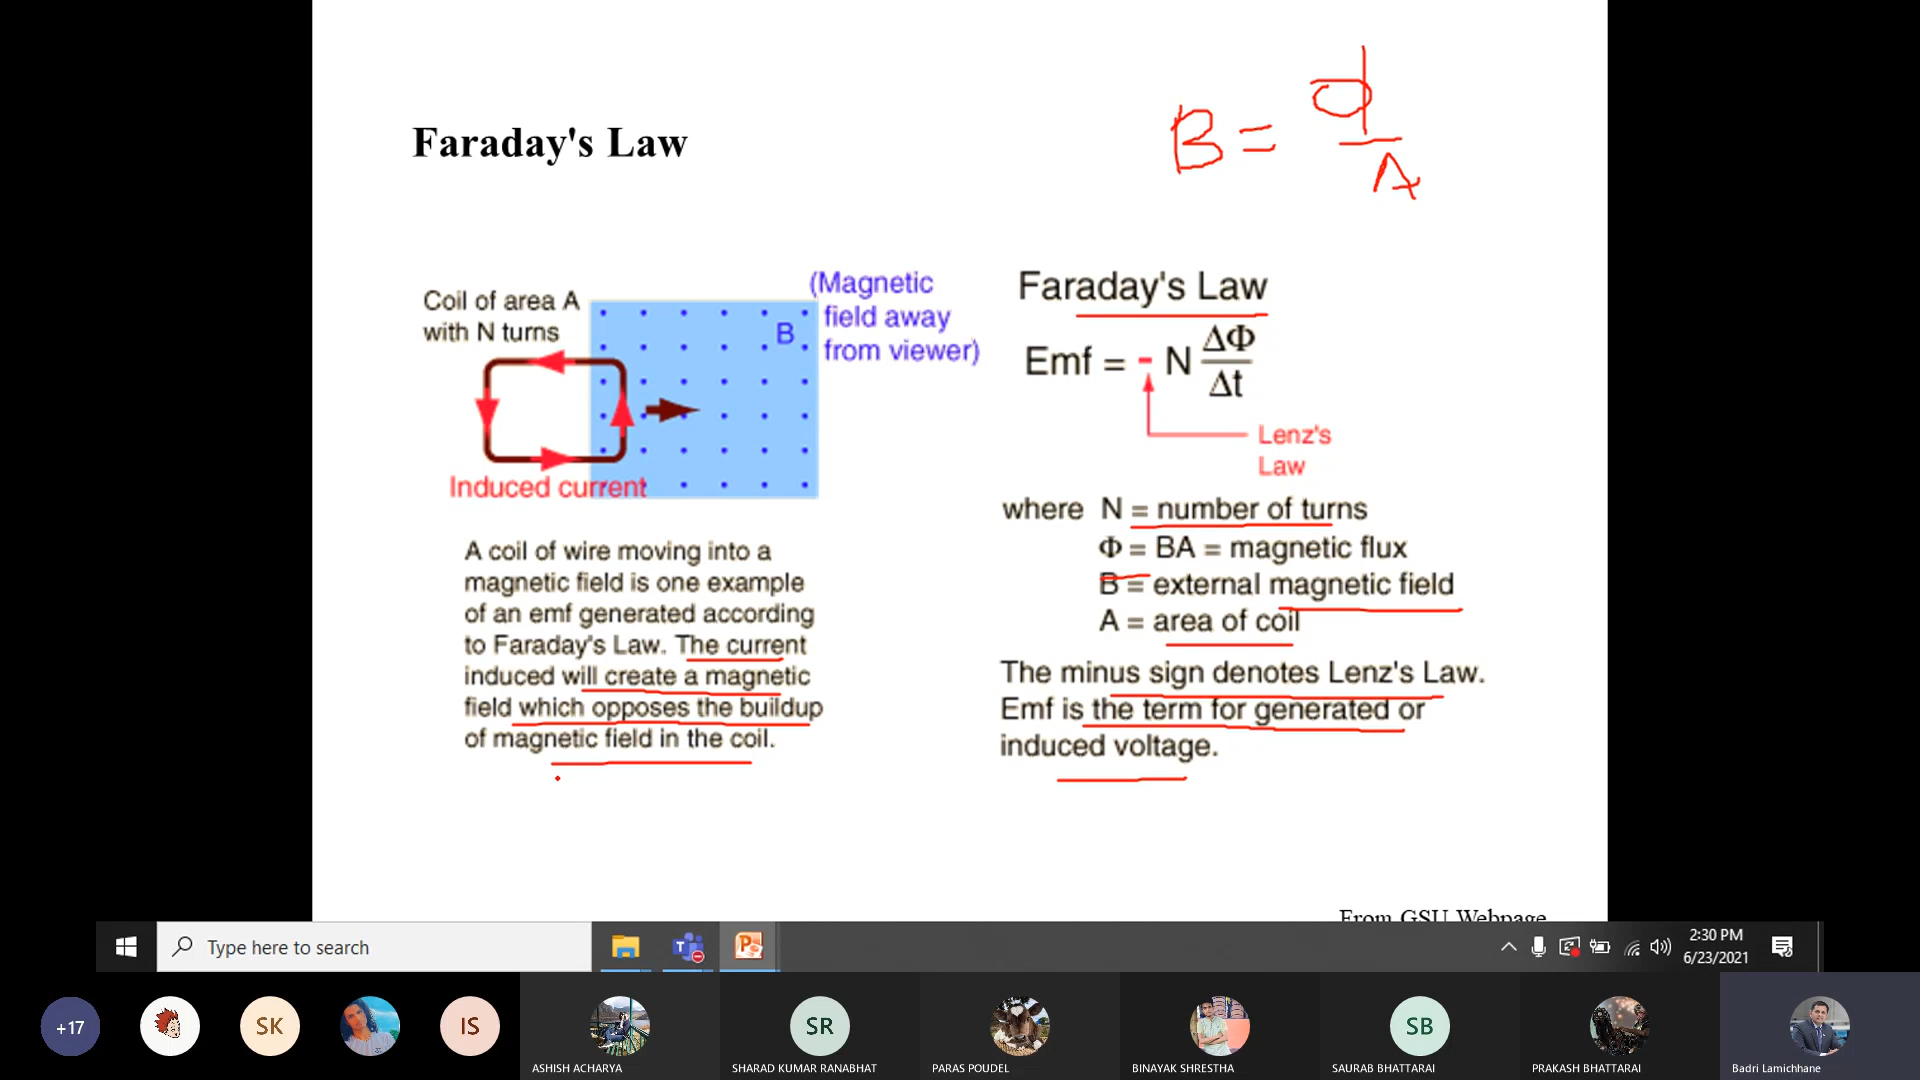 Faraday's Law
B = Φ
A
Coil of area A
with N turns
(Magnetic
field away
from viewer)
B
Induced current
A coil of wire moving into a
magnetic field is one example
of an emf generated according
to Faraday's Law. The current
induced will create a magnetic
field which opposes the buildup
of magnetic field in the coil.
Faraday's Law
Emf = - N ΔΦ
Δt
Lenz's
Law
where N = number of turns
Φ = BA = magnetic flux
B = external magnetic field
A = area of coil
The minus sign denotes Lenz's Law.
Emf is the term for generated or
induced voltage.
From GSU Webpage
Type here to search
2:30 PM
6/23/2021
+17
SK
IS
SR
SB
ASHISH ACHARYA
SHARAD KUMAR RANABHAT
PARAS POUDEL
BINAYAK SHRESTHA
SAURAB BHATTARAI
PRAKASH BHATTARAI
Badri Lamichhane